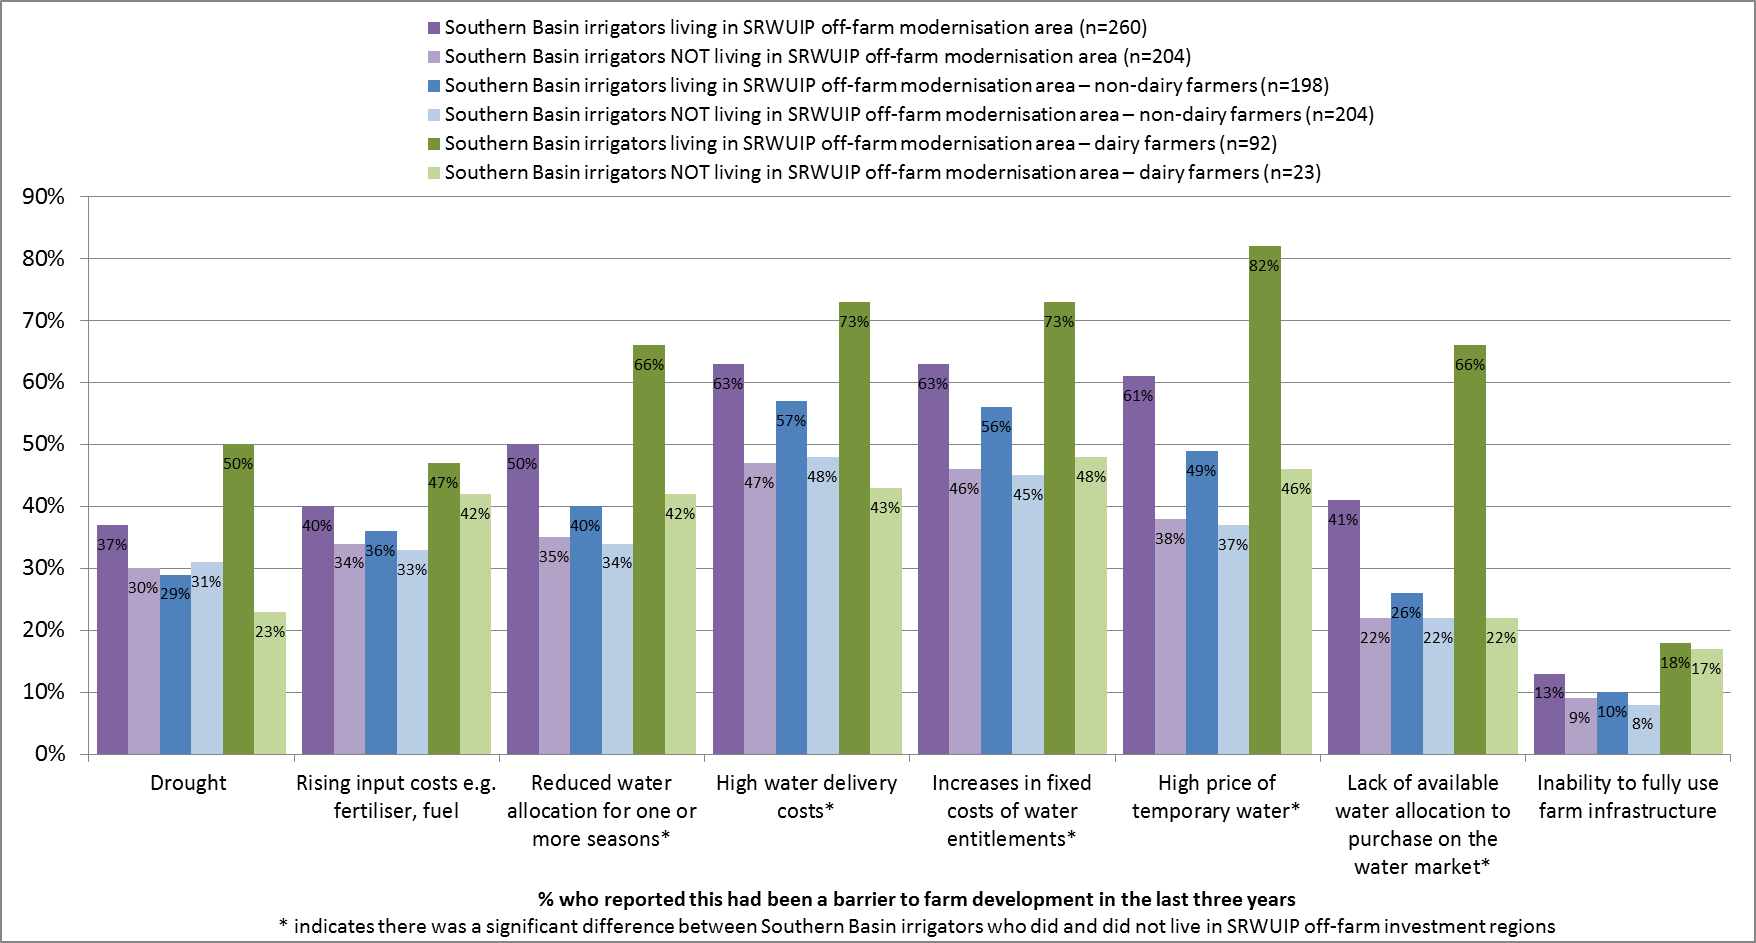 Southern Basin irrigators living in SRWUIP off-farm modernisation area (n=260)
Southern Basin irrigators NOT living in SRWUIP off-farm modernisation area (n=204)
Southern Basin irrigators living in SRWUIP off-farm modernisation area – non-dairy farmers (n=198)
Southern Basin irrigators NOT living in SRWUIP off-farm modernisation area – non-dairy farmers (n=204)
Southern Basin irrigators living in SRWUIP off-farm modernisation area – dairy farmers (n=92)
Southern Basin irrigators NOT living in SRWUIP off-farm modernisation area – dairy farmers (n=23)
90%
80%
70%
60%
50%
40%
30%
20%
10%
0%
37%
30%
29%
31%
50%
23%
40%
34%
36%
33%
47%
42%
50%
35%
40%
34%
66%
42%
63%
47%
57%
48%
73%
43%
63%
46%
56%
45%
73%
48%
61%
38%
49%
37%
82%
46%
41%
22%
26%
22%
66%
22%
13%
9%
10%
8%
18%
17%
Drought
Rising input costs e.g.
fertiliser, fuel
Reduced water
allocation for one or
more seasons*
High water delivery
costs*
Increases in fixed
costs of water
entitlements*
High price of
temporary water*
Lack of available
water allocation to
purchase on the
water market*
Inability to fully use
farm infrastructure
% who reported this had been a barrier to farm development in the last three years
* indicates there was a significant difference between Southern Basin irrigators who did and did not live in SRWUIP off-farm investment regions